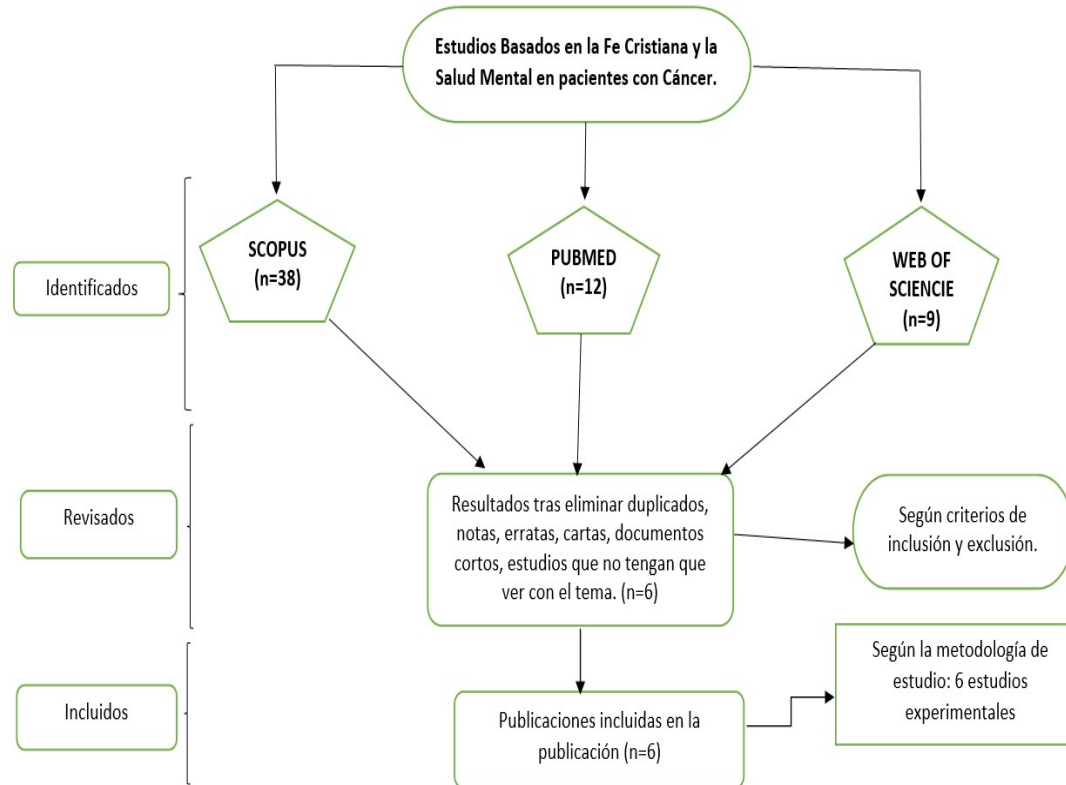 Estudios Basados en la Fe Cristiana y la
Salud Mental en pacientes con Cáncer.
Identificados
SCOPUS
(n=38)
PUBMED
(n=12)
WEB OF
SCIENCIE
(n=9)
Revisados
Resultados tras eliminar duplicados,
notas, erratas, cartas, documentos
cortos, estudios que no tengan que
ver con el tema. (n=6)
Según criterios de
inclusión y exclusión.
Incluidos
Publicaciones incluidas en la
publicación (n=6)
Según la metodología de
estudio: 6 estudios
experimentales